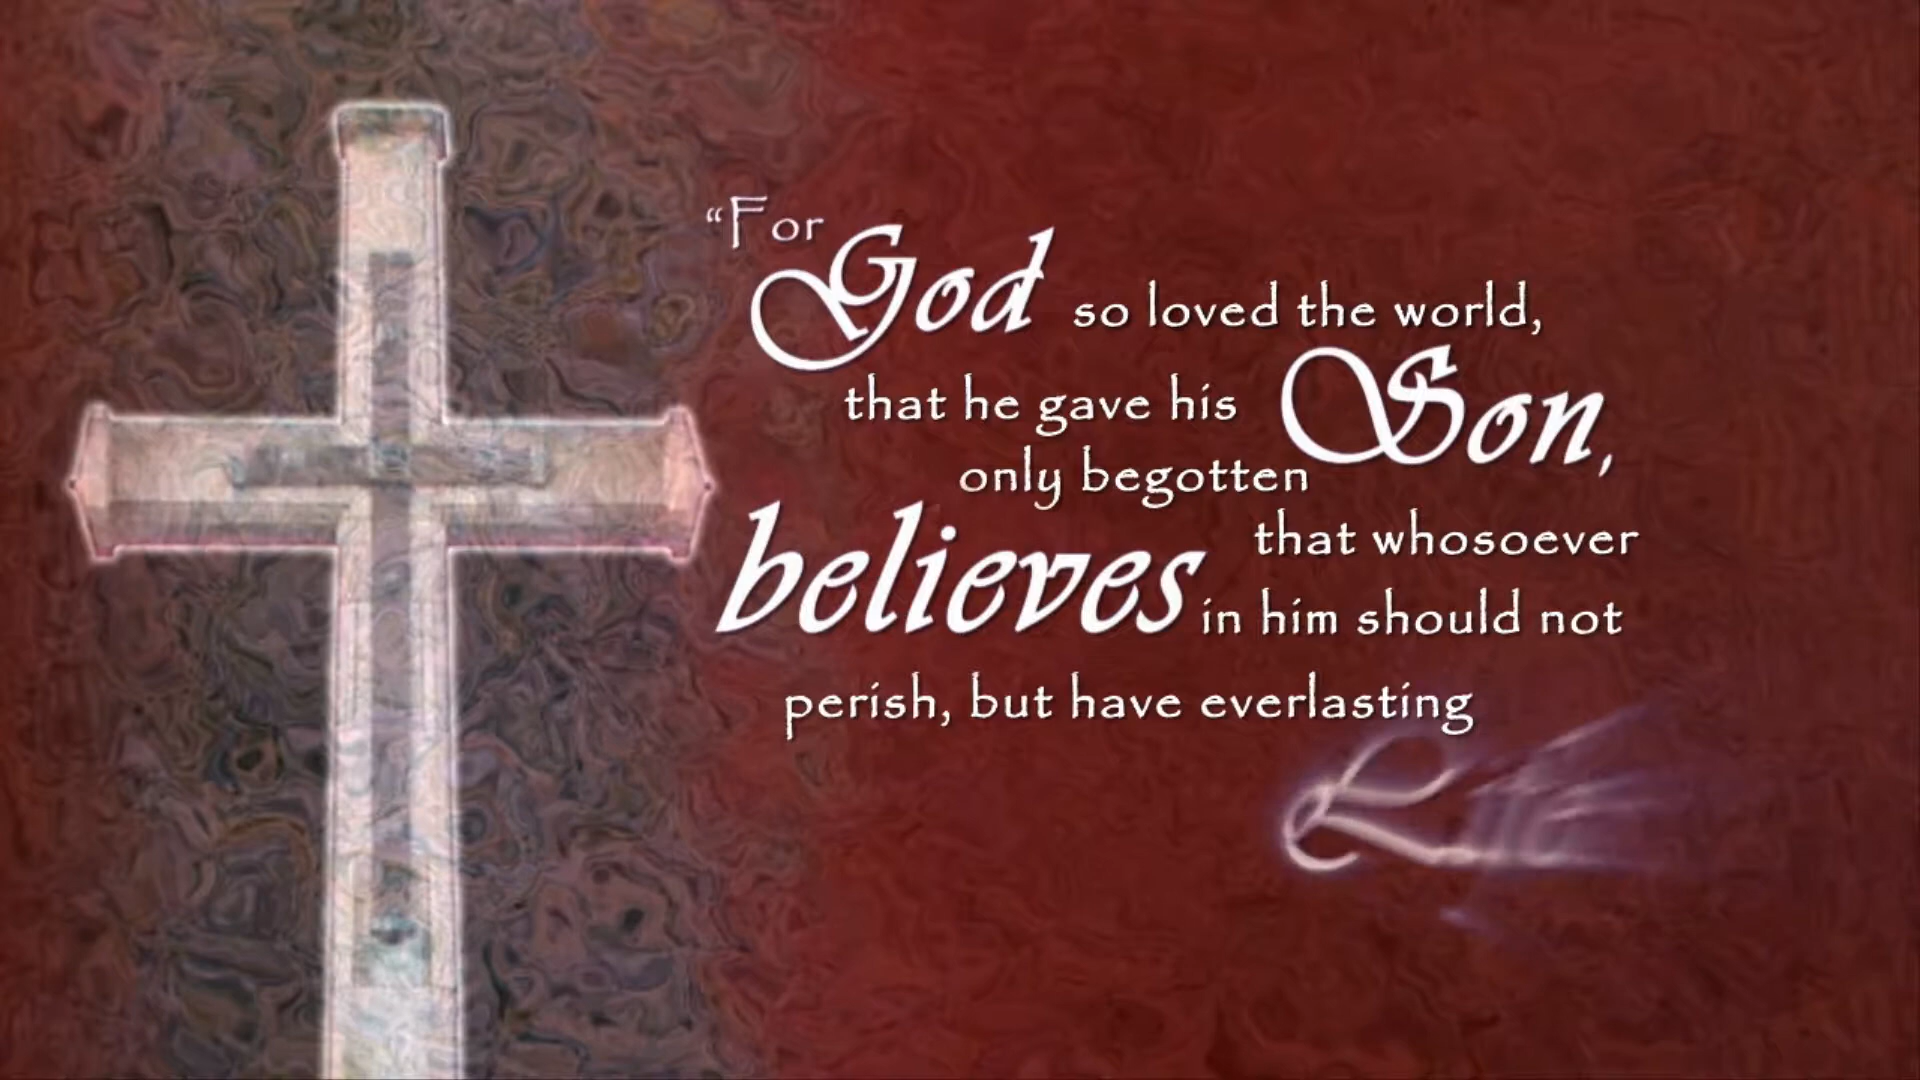 “For God so loved the world,
that he gave his
only begotten Son,
that whosoever
believes in him should not
perish, but have everlasting